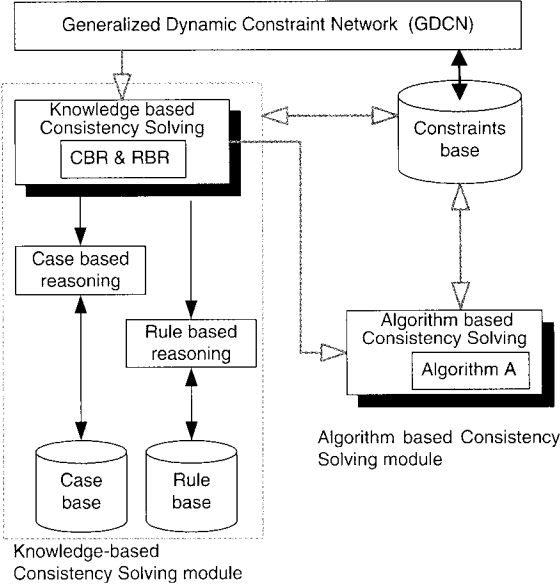 Generalized Dynamic Constraint Network (GDCN)
Knowledge based
Consistency Solving
CBR & RBR
Constraints
base
Case based
reasoning
Rule based
reasoning
Algorithm based
Consistency Solving
Algorithm A
Algorithm based Consistency
Solving module
Case
base
Rule
base
Knowledge-based
Consistency Solving module